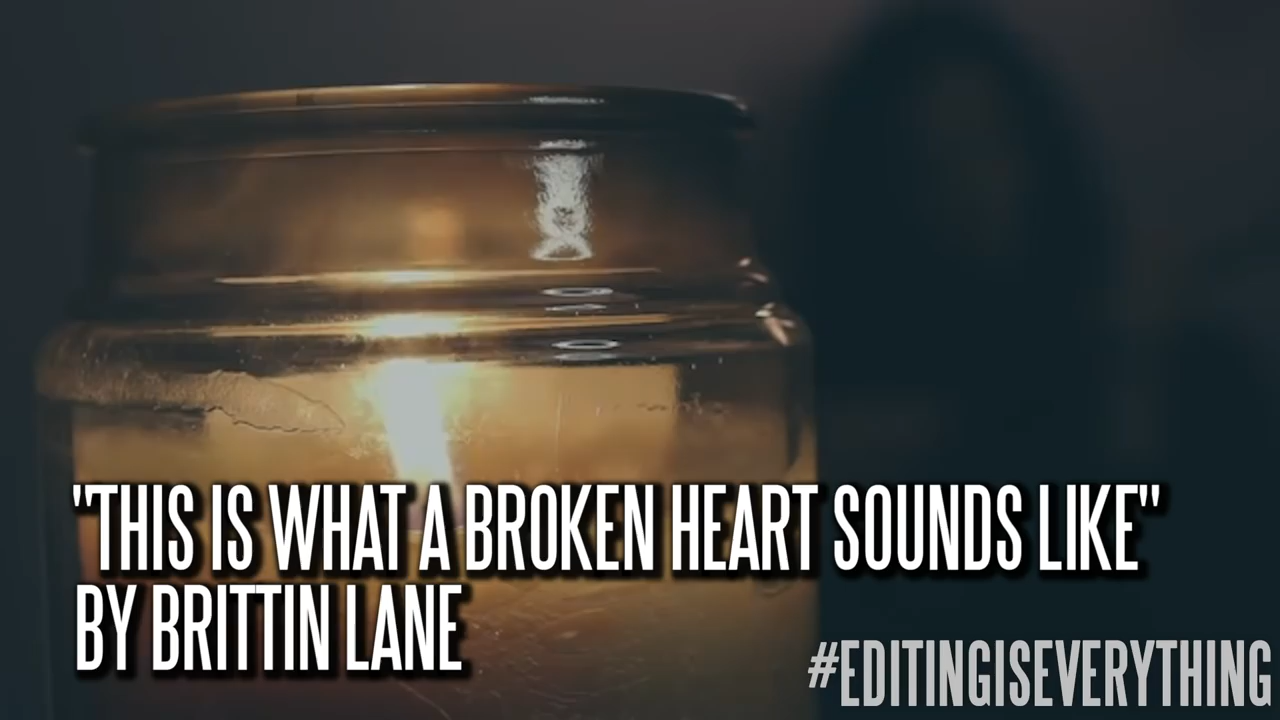 "THIS IS WHAT A BROKEN HEART SOUNDS LIKE"
BY BRITTIN LANE
#EDITINGISEVERYTHING